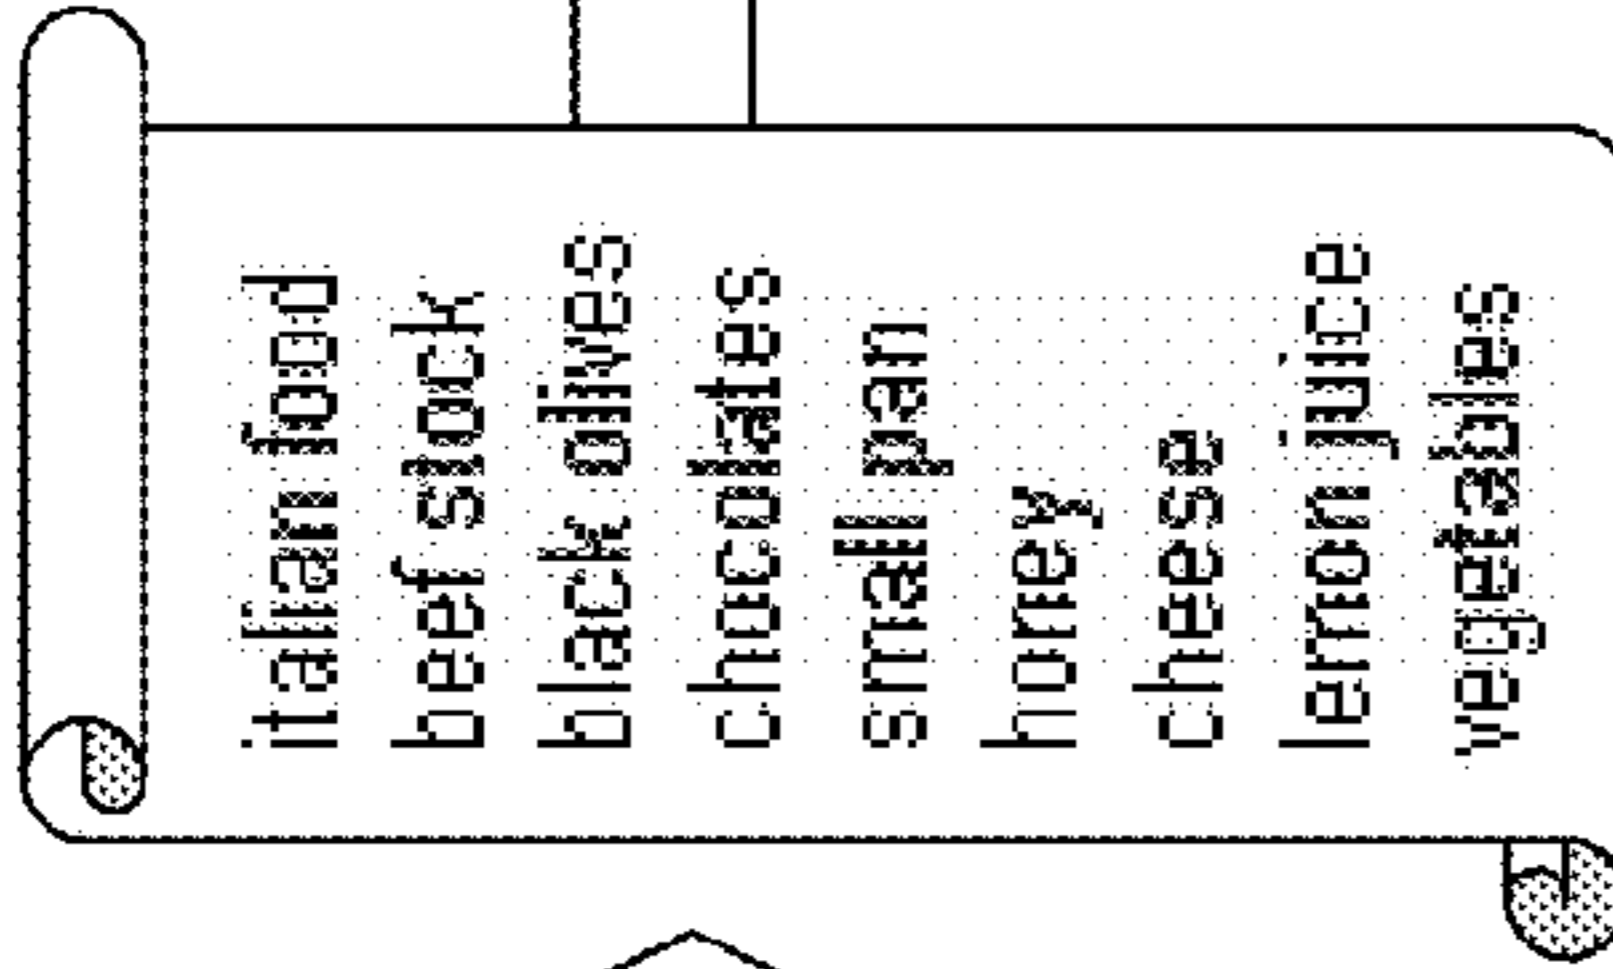 italian food
beef stock
black olives
chocolates
small pan
honey
cheese
lemon juice
vegetables